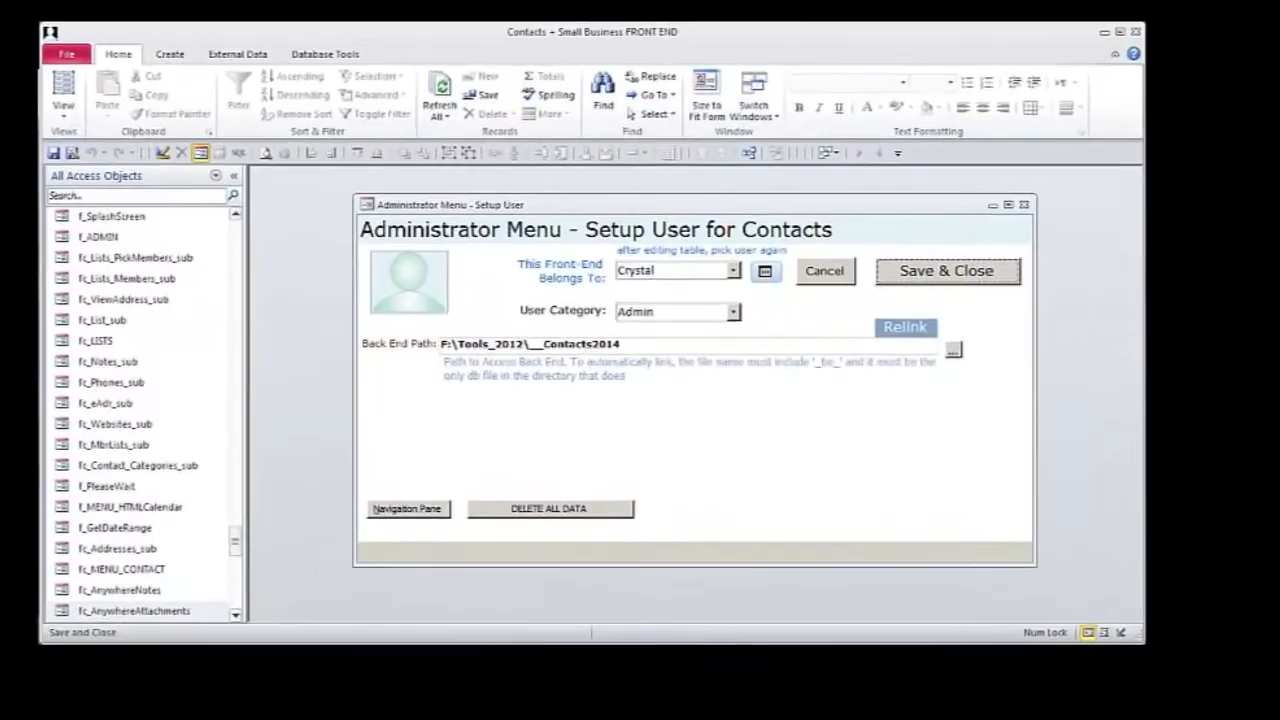 Contacts + Small Business FRONT END
File Home Create External Data Database Tools
View
Views
Paste
Cut
Copy
Format Painter
Clipboard
Filter
Ascending
Descending
Remove Sort
Selection
Advanced
Toggle Filter
Sort & Filter
Refresh All
New
Save
Delete
Totals
Spelling
More
Records
Find
Replace
Go To
Select
Find
Size to Fit Form
Switch Windows
Window
B I U A
Text Formatting
All Access Objects
Search...
f_SplashScreen
f_ADMIN
fc_Lists_PickMembers_sub
fc_Lists_Members_sub
fc_ViewAddress_sub
fc_List_sub
fc_LISTS
fc_Notes_sub
fc_Phones_sub
fc_eAdr_sub
fc_Websites_sub
fc_MbrLists_sub
fc_Contact_Categories_sub
f_PleaseWait
f_MENU_HTMLCalendar
f_GetDateRange
fc_Addresses_sub
fc_MENU_CONTACT
fc_AnywhereNotes
fc_AnywhereAttachments
Administrator Menu - Setup User
Administrator Menu - Setup User for Contacts
after editing table, pick user again
This Front-End
Belongs To:
Crystal
Cancel
Save & Close
User Category:
Admin
Relink
Back End Path: F:\Tools_2012\__Contacts2014
...
Path to Access Back End. To automatically link, the file name must include '_be_' and it must be the
only db file in the directory that does
Navigation Pane
DELETE ALL DATA
Save and Close
Num Lock